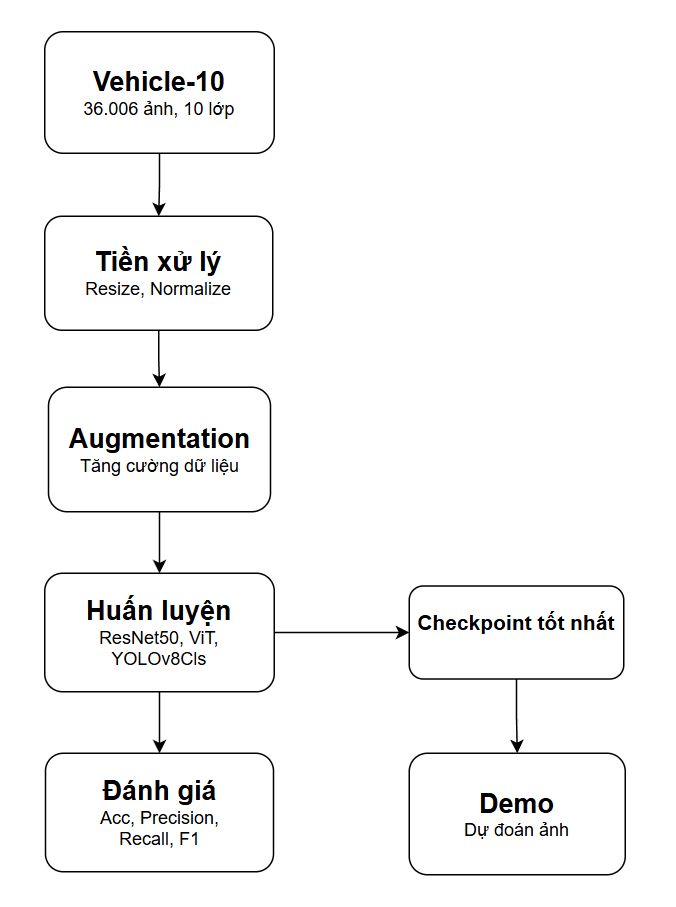 Vehicle-10
36.006 ảnh, 10 lớp
Tiền xử lý
Resize, Normalize
Augmentation
Tăng cường dữ liệu
Huấn luyện
ResNet50, ViT,
YOLOv8Cls
Checkpoint tốt nhất
Đánh giá
Acc, Precision,
Recall, F1
Demo
Dự đoán ảnh